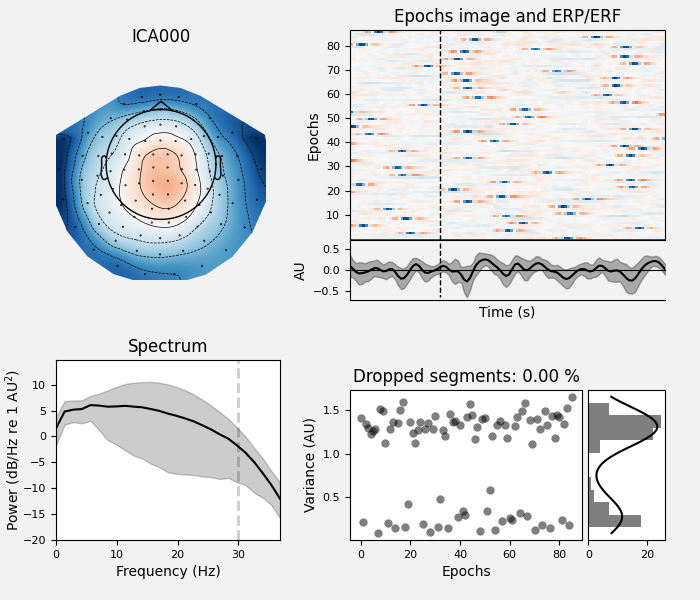 ICA000
Epochs image and ERP/ERF
Epochs
80
70
60
50
40
30
20
10
AU
0.5
0.0
−0.5
Time (s)
Spectrum
Power (dB/Hz re 1 AU²)
10
5
0
−5
−10
−15
−20
0 10 20 30
Frequency (Hz)
Dropped segments: 0.00 %
Variance (AU)
1.5
1.0
0.5
0 20 40 60 80
Epochs
0 20